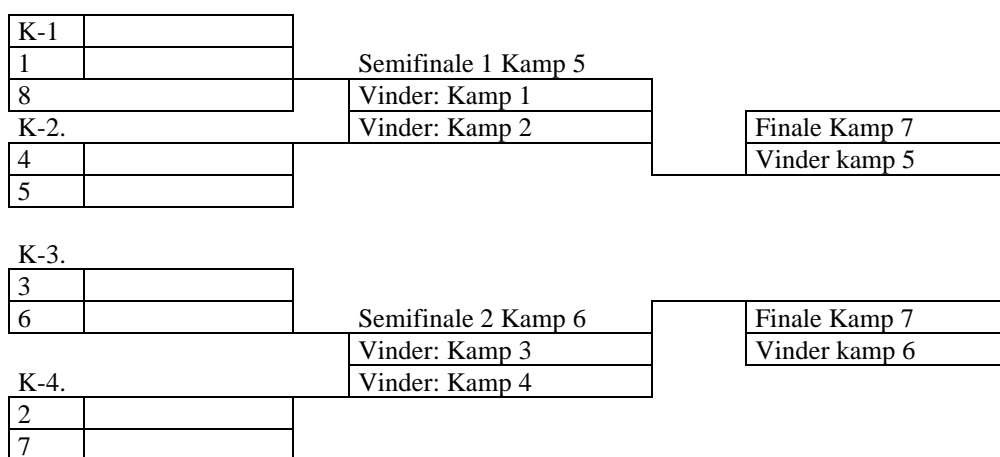 K-1
1
Semifinale 1 Kamp 5
8
Vinder: Kamp 1
K-2.
Vinder: Kamp 2
Finale Kamp 7
4
Vinder kamp 5
5
K-3.
3
6
Semifinale 2 Kamp 6
Finale Kamp 7
Vinder: Kamp 3
Vinder kamp 6
K-4.
Vinder: Kamp 4
2
7